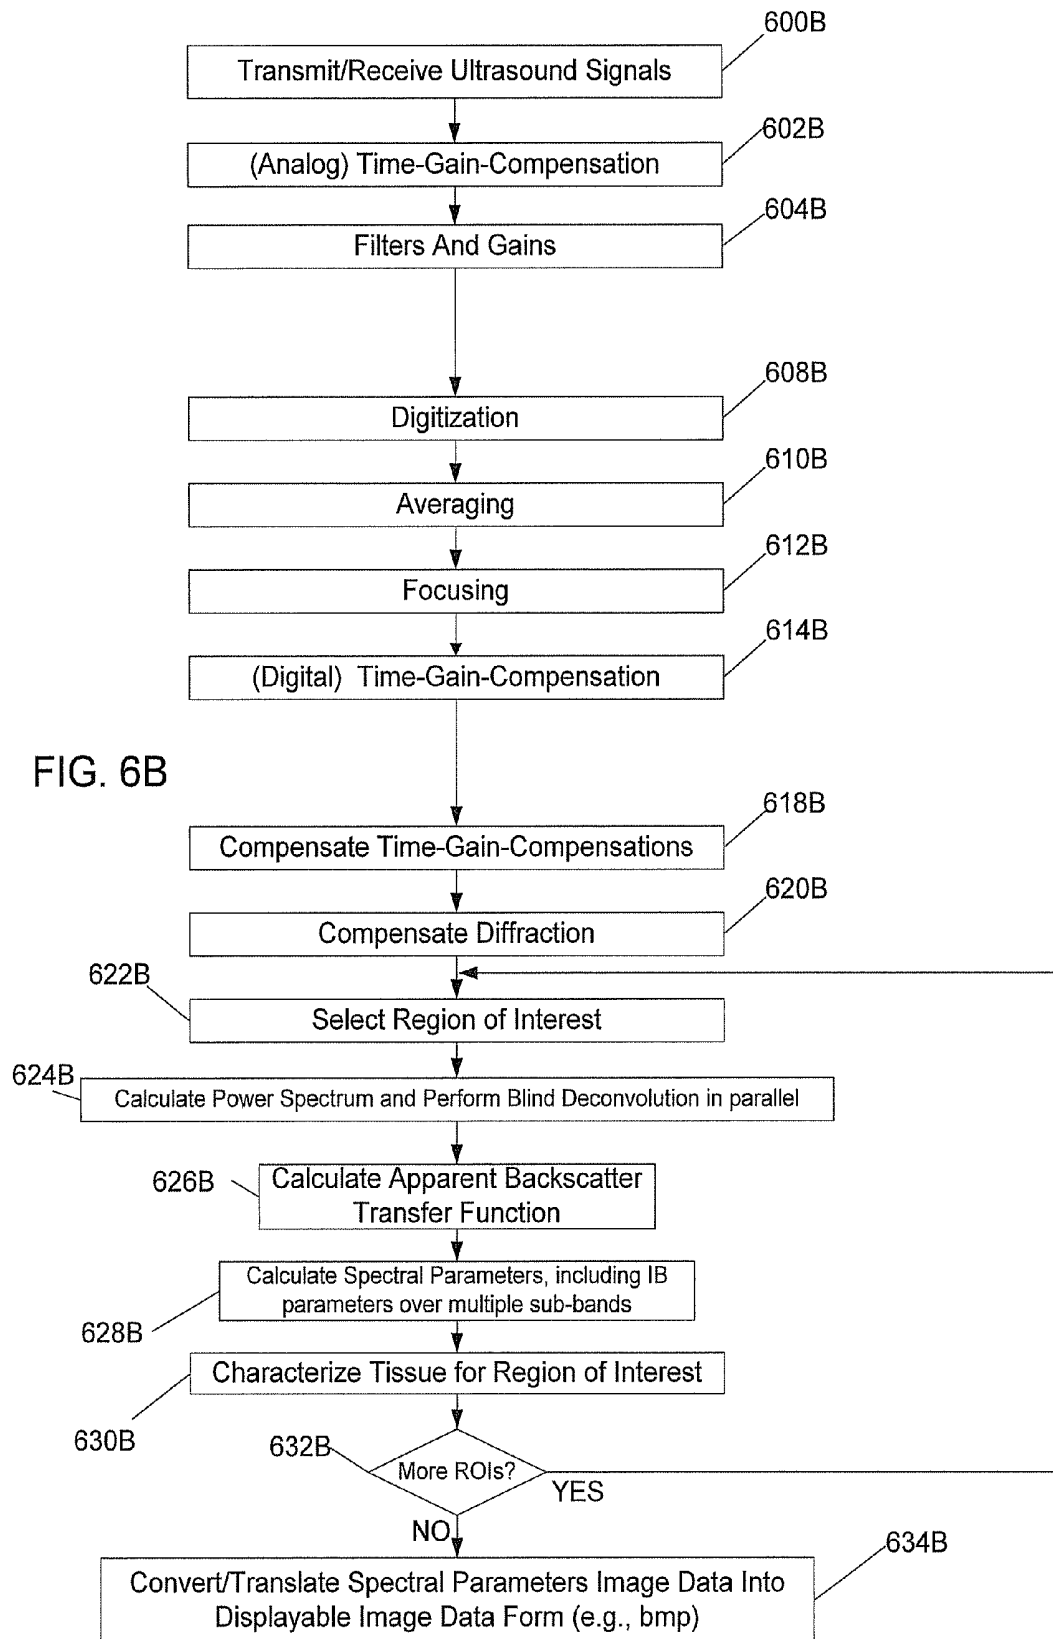 600B
Transmit/Receive Ultrasound Signals
602B
(Analog) Time-Gain-Compensation
604B
Filters And Gains
608B
Digitization
610B
Averaging
612B
Focusing
614B
(Digital) Time-Gain-Compensation
FIG. 6B
618B
Compensate Time-Gain-Compensations
620B
Compensate Diffraction
622B
Select Region of Interest
624B
Calculate Power Spectrum and Perform Blind Deconvolution in parallel
626B
Calculate Apparent Backscatter
Transfer Function
Calculate Spectral Parameters, including IB
parameters over multiple sub-bands
628B
Characterize Tissue for Region of Interest
630B
632B
More ROIs?
YES
NO
634B
Convert/Translate Spectral Parameters Image Data Into
Displayable Image Data Form (e.g., bmp)